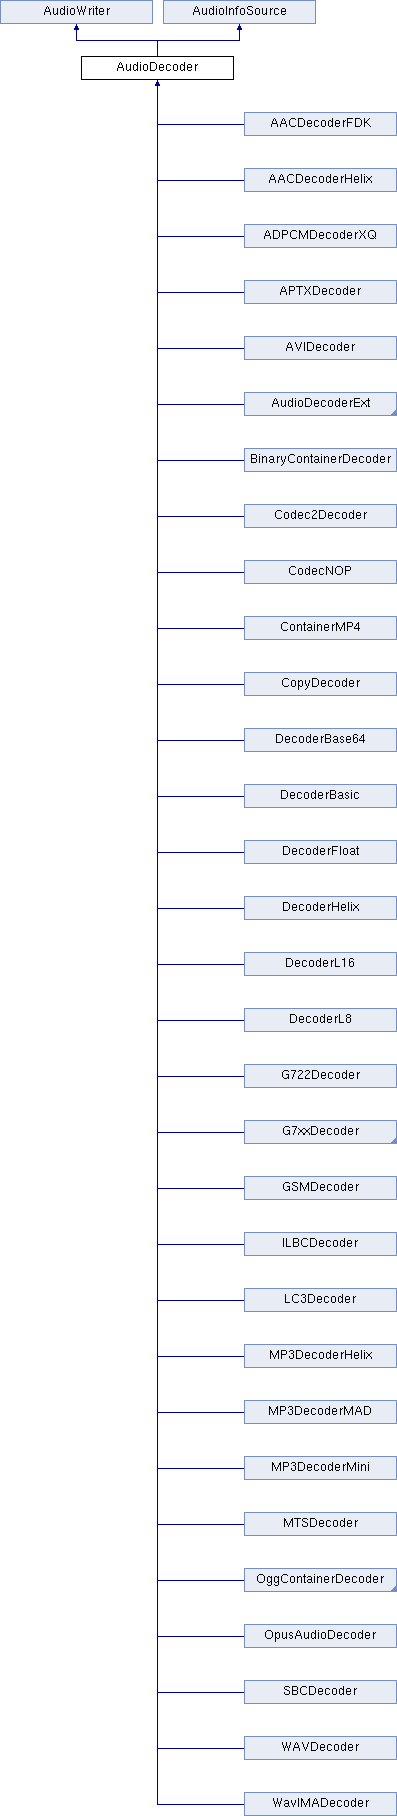 AudioWriter
AudioInfoSource
AudioDecoder
AACDecoderFDK
AACDecoderHelix
ADPCMDecoderXQ
APTXDecoder
AVIDecoder
AudioDecoderExt
BinaryContainerDecoder
Codec2Decoder
CodecNOP
ContainerMP4
CopyDecoder
DecoderBase64
DecoderBasic
DecoderFloat
DecoderHelix
DecoderL16
DecoderL8
G722Decoder
G7xxDecoder
GSMDecoder
ILBCDecoder
LC3Decoder
MP3DecoderHelix
MP3DecoderMAD
MP3DecoderMini
MTSDecoder
OggContainerDecoder
OpusAudioDecoder
SBCDecoder
WAVDecoder
WavIMADecoder